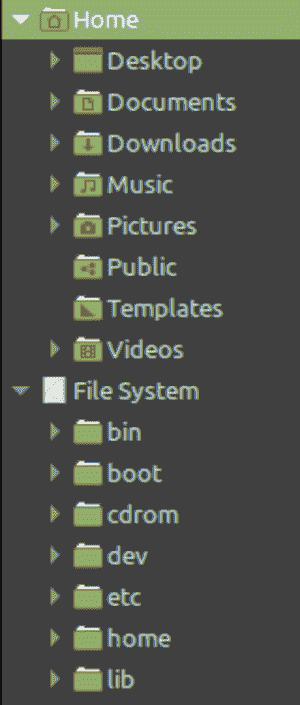 Home
Desktop
Documents
Downloads
Music
Pictures
Public
Templates
Videos
File System
bin
boot
cdrom
dev
etc
home
lib